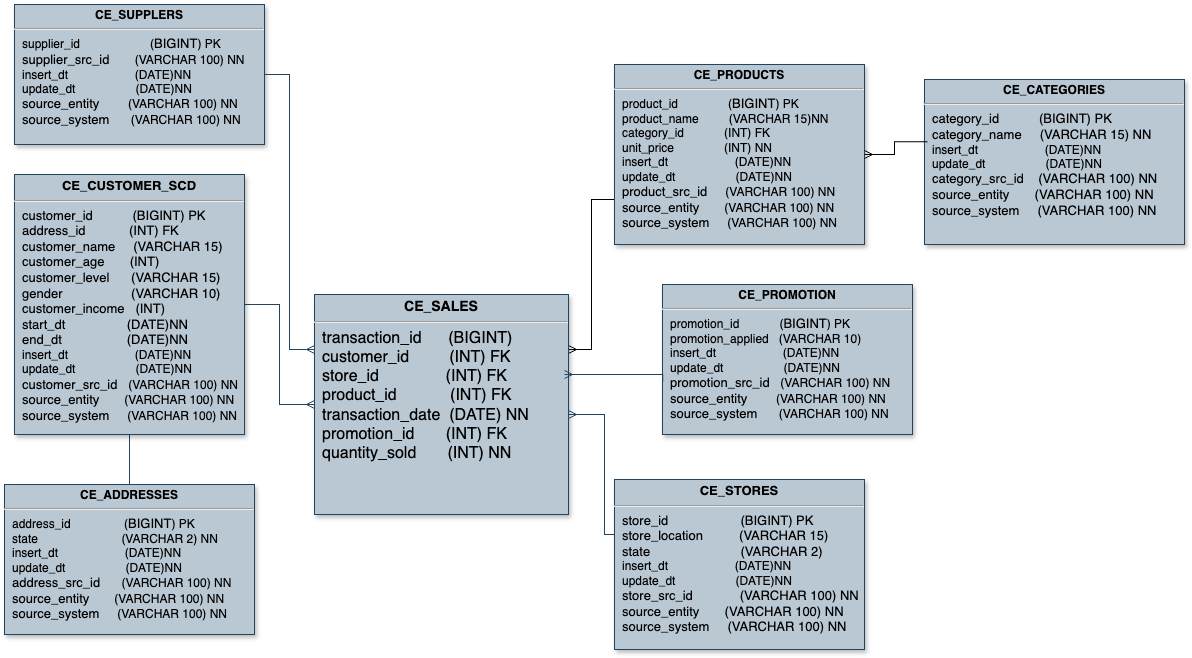 CE_SUPPLERS
supplier_id (BIGINT) PK
supplier_src_id (VARCHAR 100) NN
insert_dt (DATE)NN
update_dt (DATE)NN
source_entity (VARCHAR 100) NN
source_system (VARCHAR 100) NN
CE_CUSTOMER_SCD
customer_id (BIGINT) PK
address_id (INT) FK
customer_name (VARCHAR 15)
customer_age (INT)
customer_level (VARCHAR 15)
gender (VARCHAR 10)
customer_income (INT)
start_dt (DATE)NN
end_dt (DATE)NN
insert_dt (DATE)NN
update_dt (DATE)NN
customer_src_id (VARCHAR 100) NN
source_entity (VARCHAR 100) NN
source_system (VARCHAR 100) NN
CE_ADDRESSES
address_id (BIGINT) PK
state (VARCHAR 2) NN
insert_dt (DATE)NN
update_dt (DATE)NN
address_src_id (VARCHAR 100) NN
source_entity (VARCHAR 100) NN
source_system (VARCHAR 100) NN
CE_SALES
transaction_id (BIGINT)
customer_id (INT) FK
store_id (INT) FK
product_id (INT) FK
transaction_date (DATE) NN
promotion_id (INT) FK
quantity_sold (INT) NN
CE_PRODUCTS
product_id (BIGINT) PK
product_name (VARCHAR 15)NN
category_id (INT) FK
unit_price (INT) NN
insert_dt (DATE)NN
update_dt (DATE)NN
product_src_id (VARCHAR 100) NN
source_entity (VARCHAR 100) NN
source_system (VARCHAR 100) NN
CE_CATEGORIES
category_id (BIGINT) PK
category_name (VARCHAR 15) NN
insert_dt (DATE)NN
update_dt (DATE)NN
category_src_id (VARCHAR 100) NN
source_entity (VARCHAR 100) NN
source_system (VARCHAR 100) NN
CE_PROMOTION
promotion_id (BIGINT) PK
promotion_applied (VARCHAR 10)
insert_dt (DATE)NN
update_dt (DATE)NN
promotion_src_id (VARCHAR 100) NN
source_entity (VARCHAR 100) NN
source_system (VARCHAR 100) NN
CE_STORES
store_id (BIGINT) PK
store_location (VARCHAR 15)
state (VARCHAR 2)
insert_dt (DATE)NN
update_dt (DATE)NN
store_src_id (VARCHAR 100) NN
source_entity (VARCHAR 100) NN
source_system (VARCHAR 100) NN